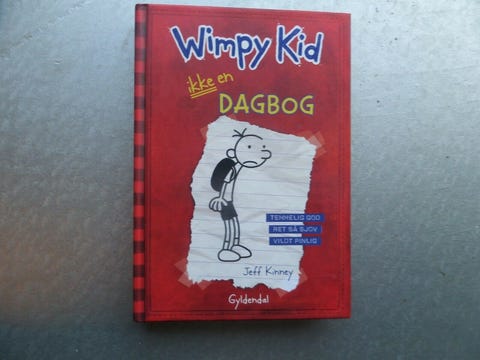 Wimpy Kid
ikke en
DAGBOG
TEMMELIG GOD
RET SÅ SJOV
VILDT PINLIG
Jeff Kinney
Gyldendal